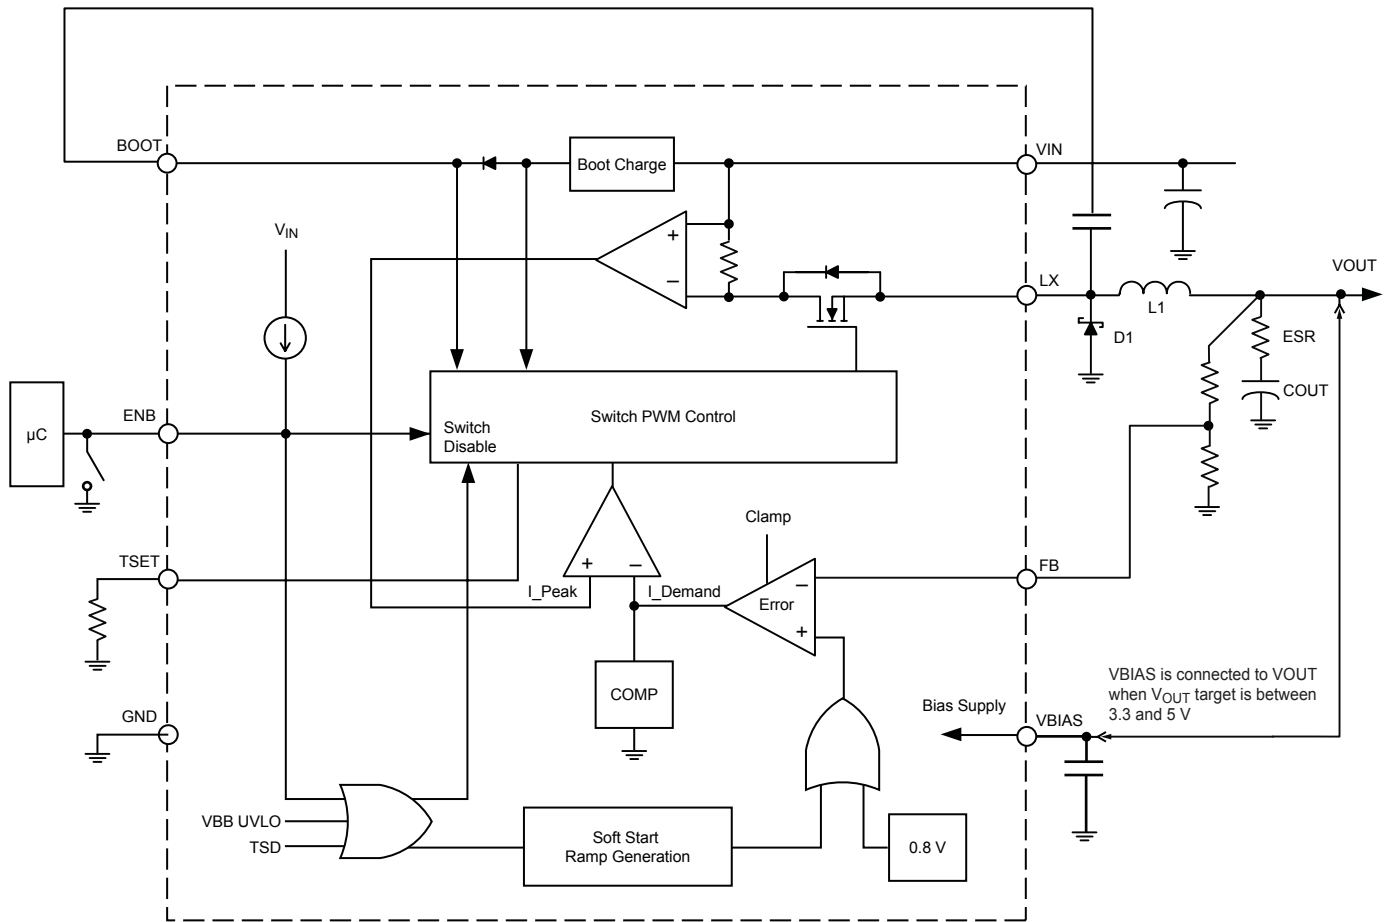 BOOT
Boot Charge
VIN
VIN
+
−
LX
L1
VOUT
D1
ESR
COUT
µC
ENB
Switch
Disable
Switch PWM Control
Clamp
TSET
+
−
I_Peak
I_Demand
−
Error
+
FB
COMP
GND
Bias Supply
VBIAS
VBIAS is connected to VOUT
when VOUT target is between
3.3 and 5 V
VBB UVLO
TSD
Soft Start
Ramp Generation
0.8 V